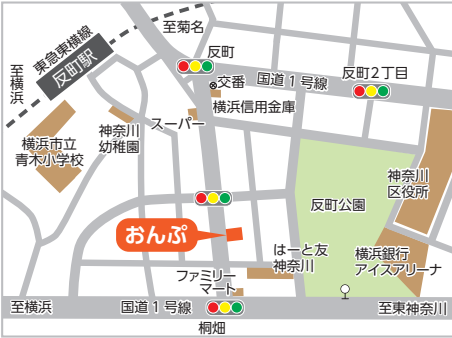 至菊名
東急東横線
反町駅
至横浜
反町
交番
国道1号線
反町2丁目
横浜信用金庫
スーパー
神奈川
幼稚園
横浜市立
青木小学校
神奈川
区役所
反町公園
おんぷ
はーと友
神奈川
横浜銀行
アイスアリーナ
ファミリー
マート
至横浜
国道1号線
至東神奈川
桐畑